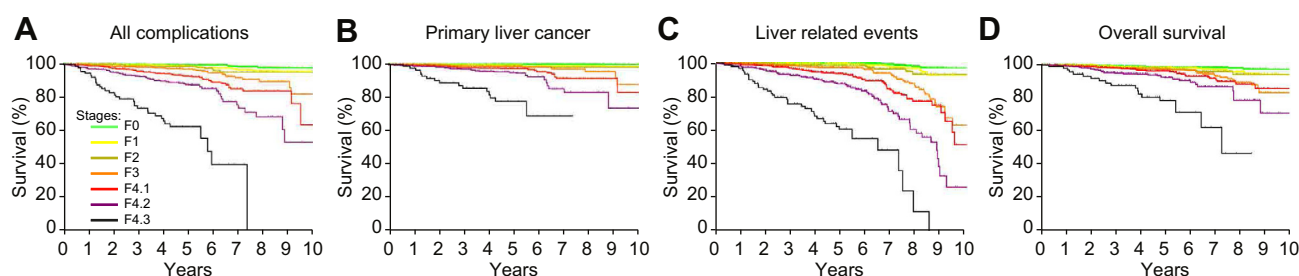 A All complications
Survival (%)
100
80
60
40
20
0
Stages:
F0
F1
F2
F3
F4.1
F4.2
F4.3
0 1 2 3 4 5 6 7 8 9 10
Years
B Primary liver cancer
Survival (%)
100
80
60
40
20
0
0 1 2 3 4 5 6 7 8 9 10
Years
C Liver related events
Survival (%)
100
80
60
40
20
0
0 1 2 3 4 5 6 7 8 9 10
Years
D Overall survival
Survival (%)
100
80
60
40
20
0
0 1 2 3 4 5 6 7 8 9 10
Years